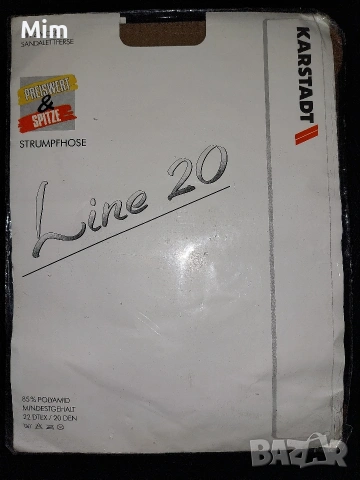 Mim
SANDALETTFERSE
PREISWERT
&
SPITZE
STRUMPFHOSE
KARSTADT
Line 20
85% POLYAMID
MINDESTGEHALT
22 DTEX / 20 DEN
BAZAR